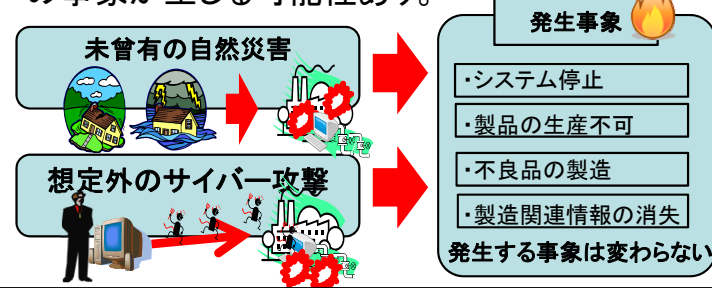 の事象が生じる可能性あり。
未曾有の自然災害
想定外のサイバー攻撃
発生事象
・システム停止
・製品の生産不可
・不良品の製造
・製造関連情報の消失
発生する事象は変わらない